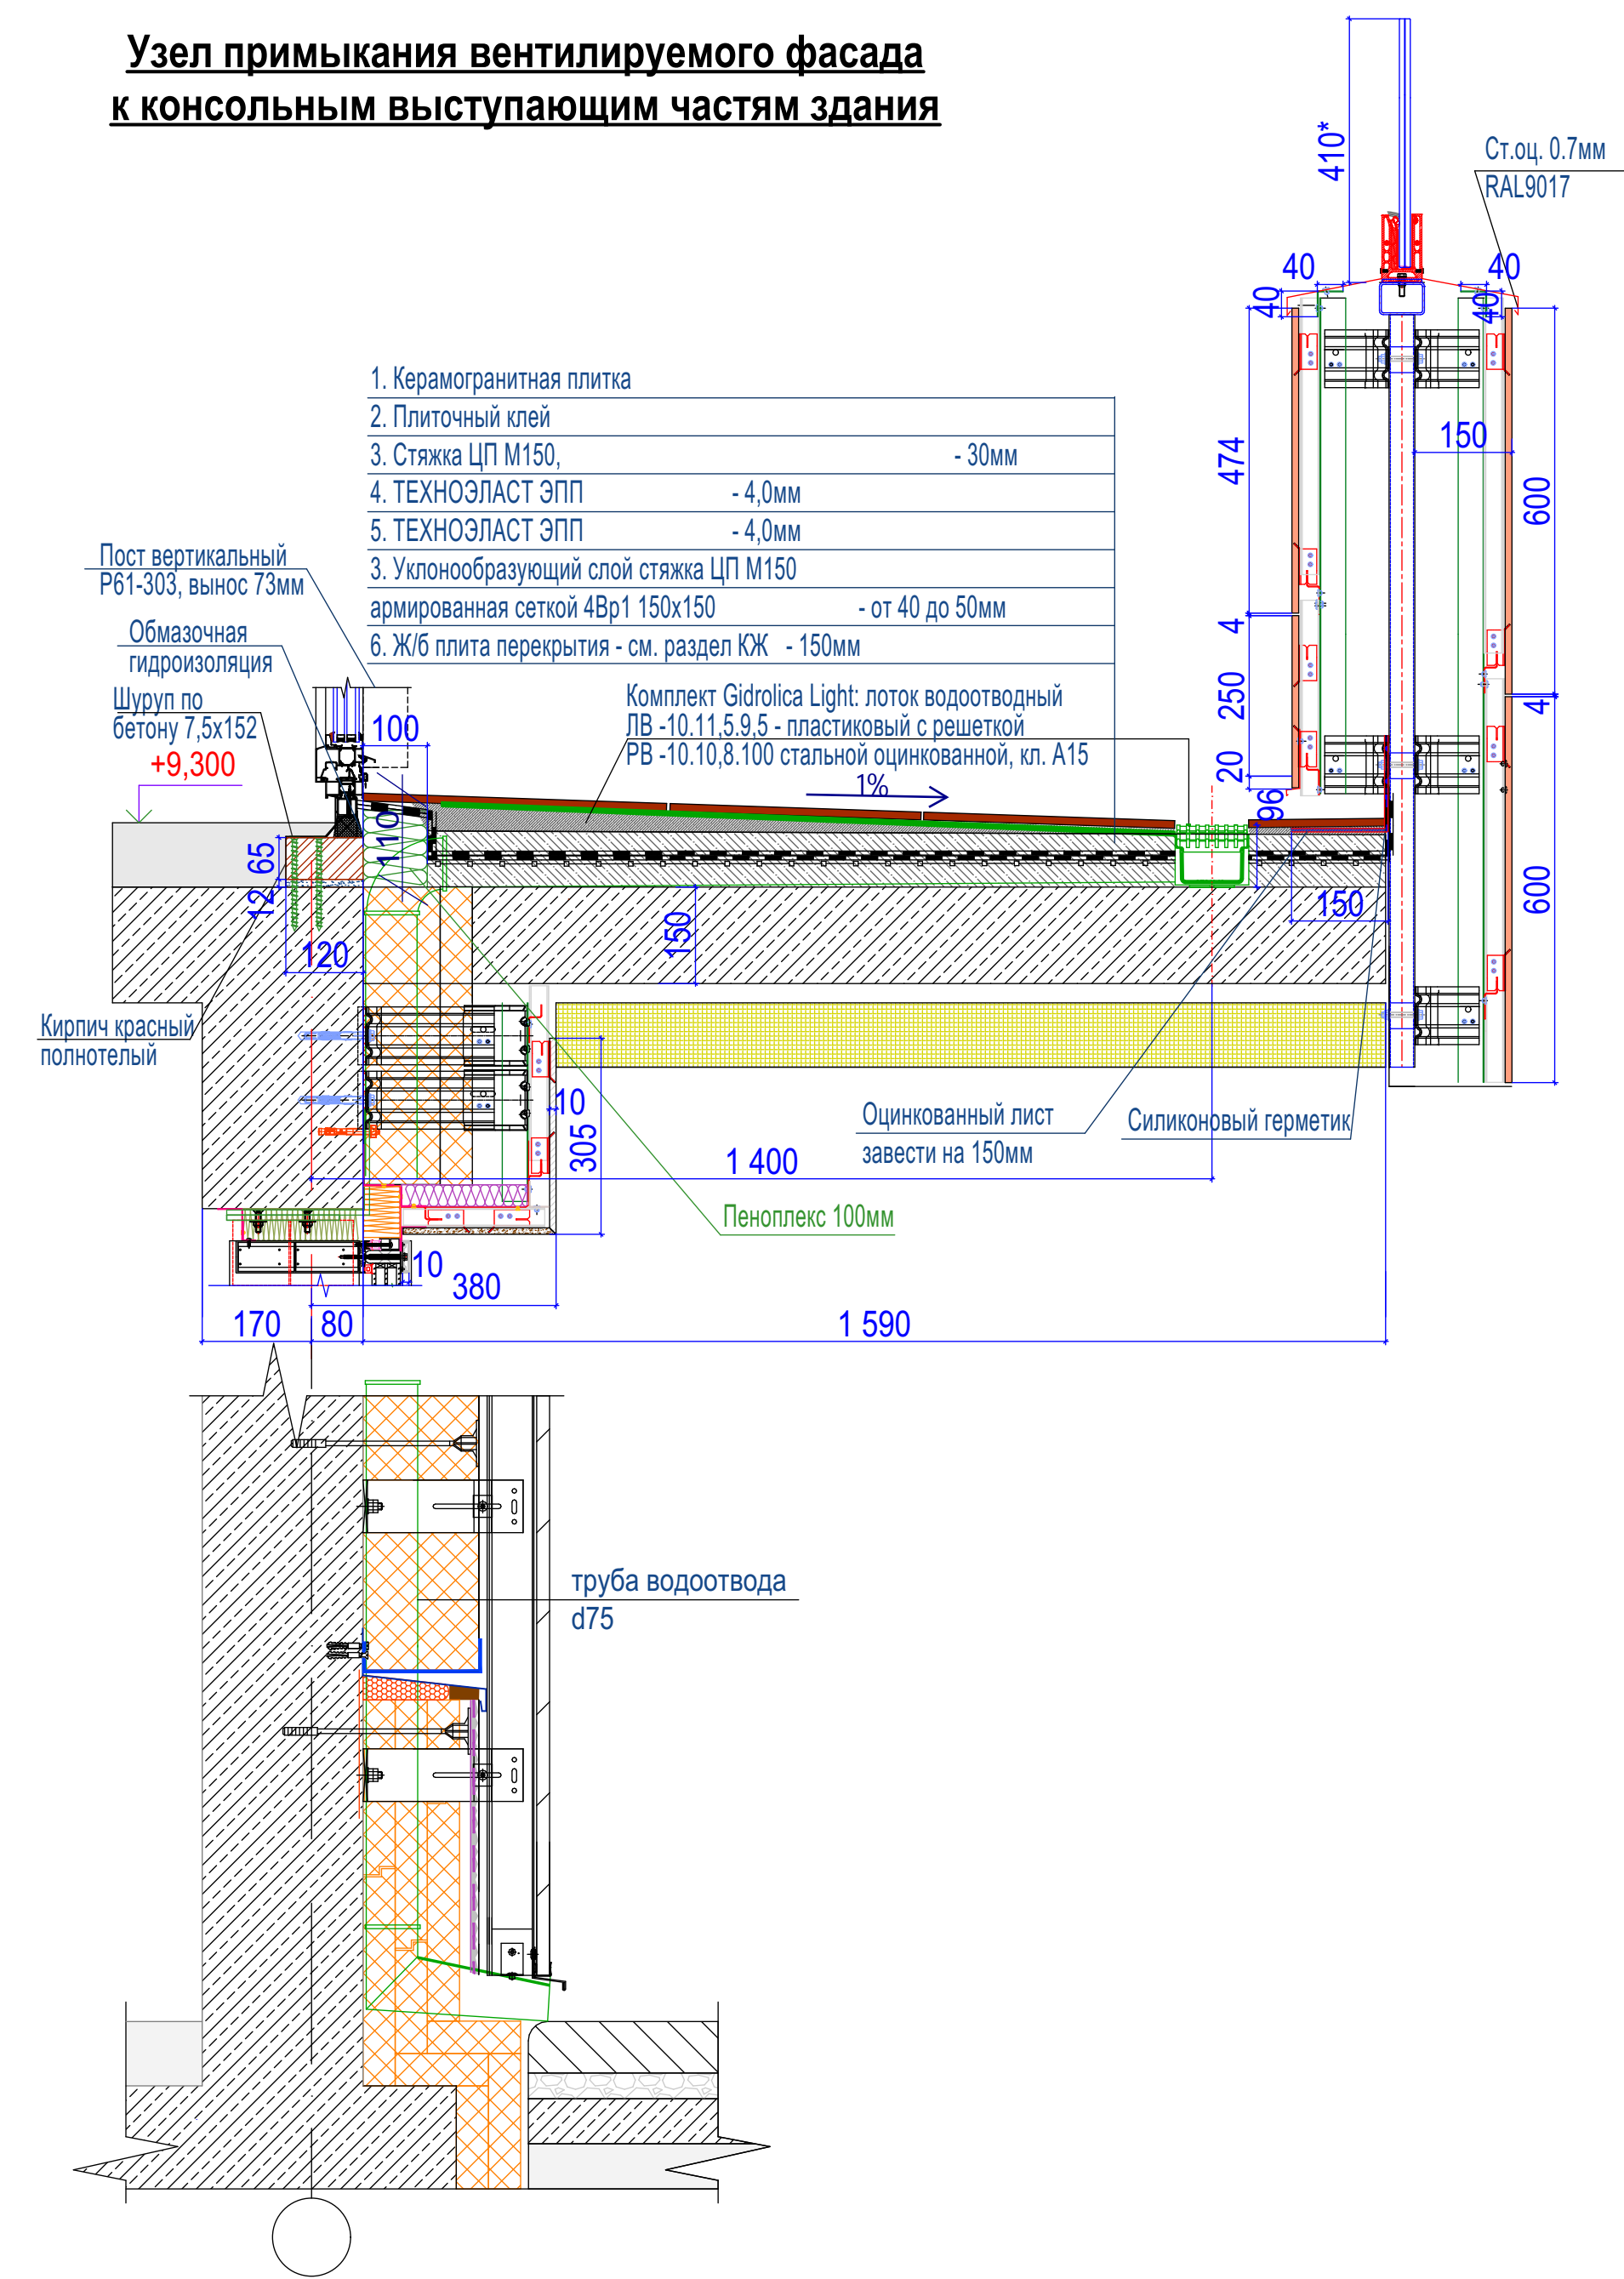 Узел примыкания вентилируемого фасада
к консольным выступающим частям здания
410*
Ст.оц. 0.7мм
RAL9017
40
40
40
40
1. Керамогранитная плитка
2. Плиточный клей
3. Стяжка ЦП М150, - 30мм
4. ТЕХНОЭЛАСТ ЭПП - 4,0мм
5. ТЕХНОЭЛАСТ ЭПП - 4,0мм
3. Уклонообразующий слой стяжка ЦП М150
армированная сеткой 4Вр1 150х150 - от 40 до 50мм
6. Ж/б плита перекрытия - см. раздел КЖ - 150мм
474
150
600
4
250
4
20
Пост вертикальный
Р61-303, вынос 73мм
Обмазочная
гидроизоляция
Шуруп по
бетону 7,5х152
+9,300
100
Комплект Gidrolica Light: лоток водоотводный
ЛВ -10.11,5.9,5 - пластиковый с решеткой
РВ -10.10,8.100 стальной оцинкованной, кл. А15
1%
96
110
65
12
120
150
150
600
Кирпич красный
полнотелый
10
305
Оцинкованный лист
завести на 150мм
Силиконовый герметик
1 400
Пеноплекс 100мм
10
380
170
80
1 590
труба водоотвода
d75